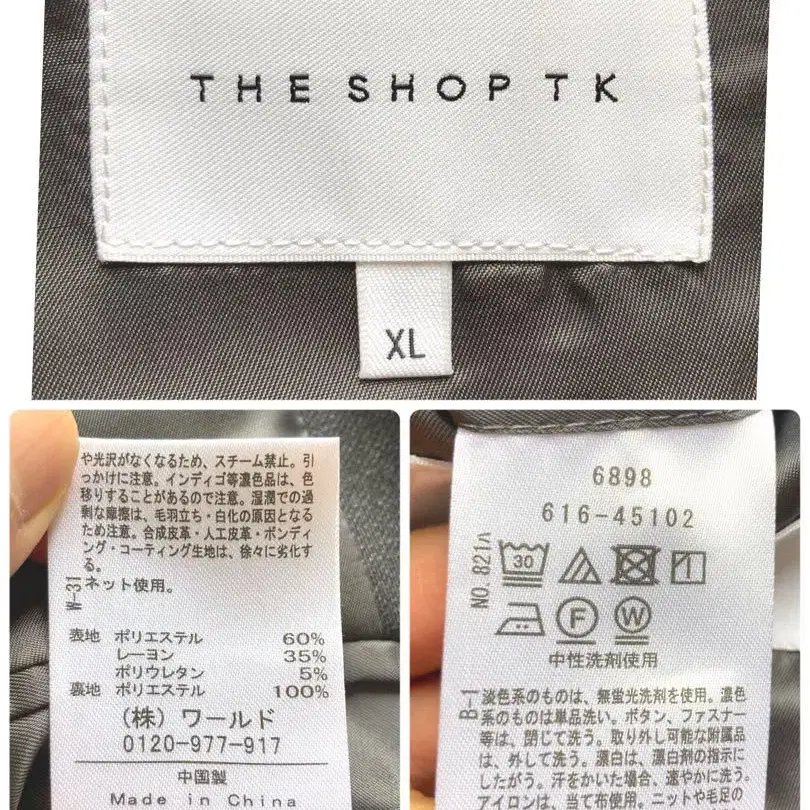 THE SHOP TK
XL
や光沢がなくなるため、スチーム禁止。引
っかけに注意。インディゴ等濃色品は、色
移りすることがあるので注意。湿潤での過
剰な摩擦は、毛羽立ち・白化の原因となる
ため注意。合成皮革・人工皮革・ボンディ
ング・コーティング生地は、徐々に劣化す
る。
W-31
ネット使用。
表地 ポリエステル 60%
レーヨン 35%
ポリウレタン 5%
裏地 ポリエステル 100%
(株) ワールド
0120-977-917
中国製
Made in China
6898
616-45102
NO.821ハ
30
F W
中性洗剤使用
B-1
淡色系のものは、無蛍光洗剤を使用。濃色
系のものは単品洗い。ボタン、ファスナー
等は、閉じて洗う。取り外し可能な附属品
は、外して洗う。漂白は、漂白剤の指示に
したがう。汗をかいた場合、速やかに洗う。
アイロンは、当て布使用。ニットや毛足の